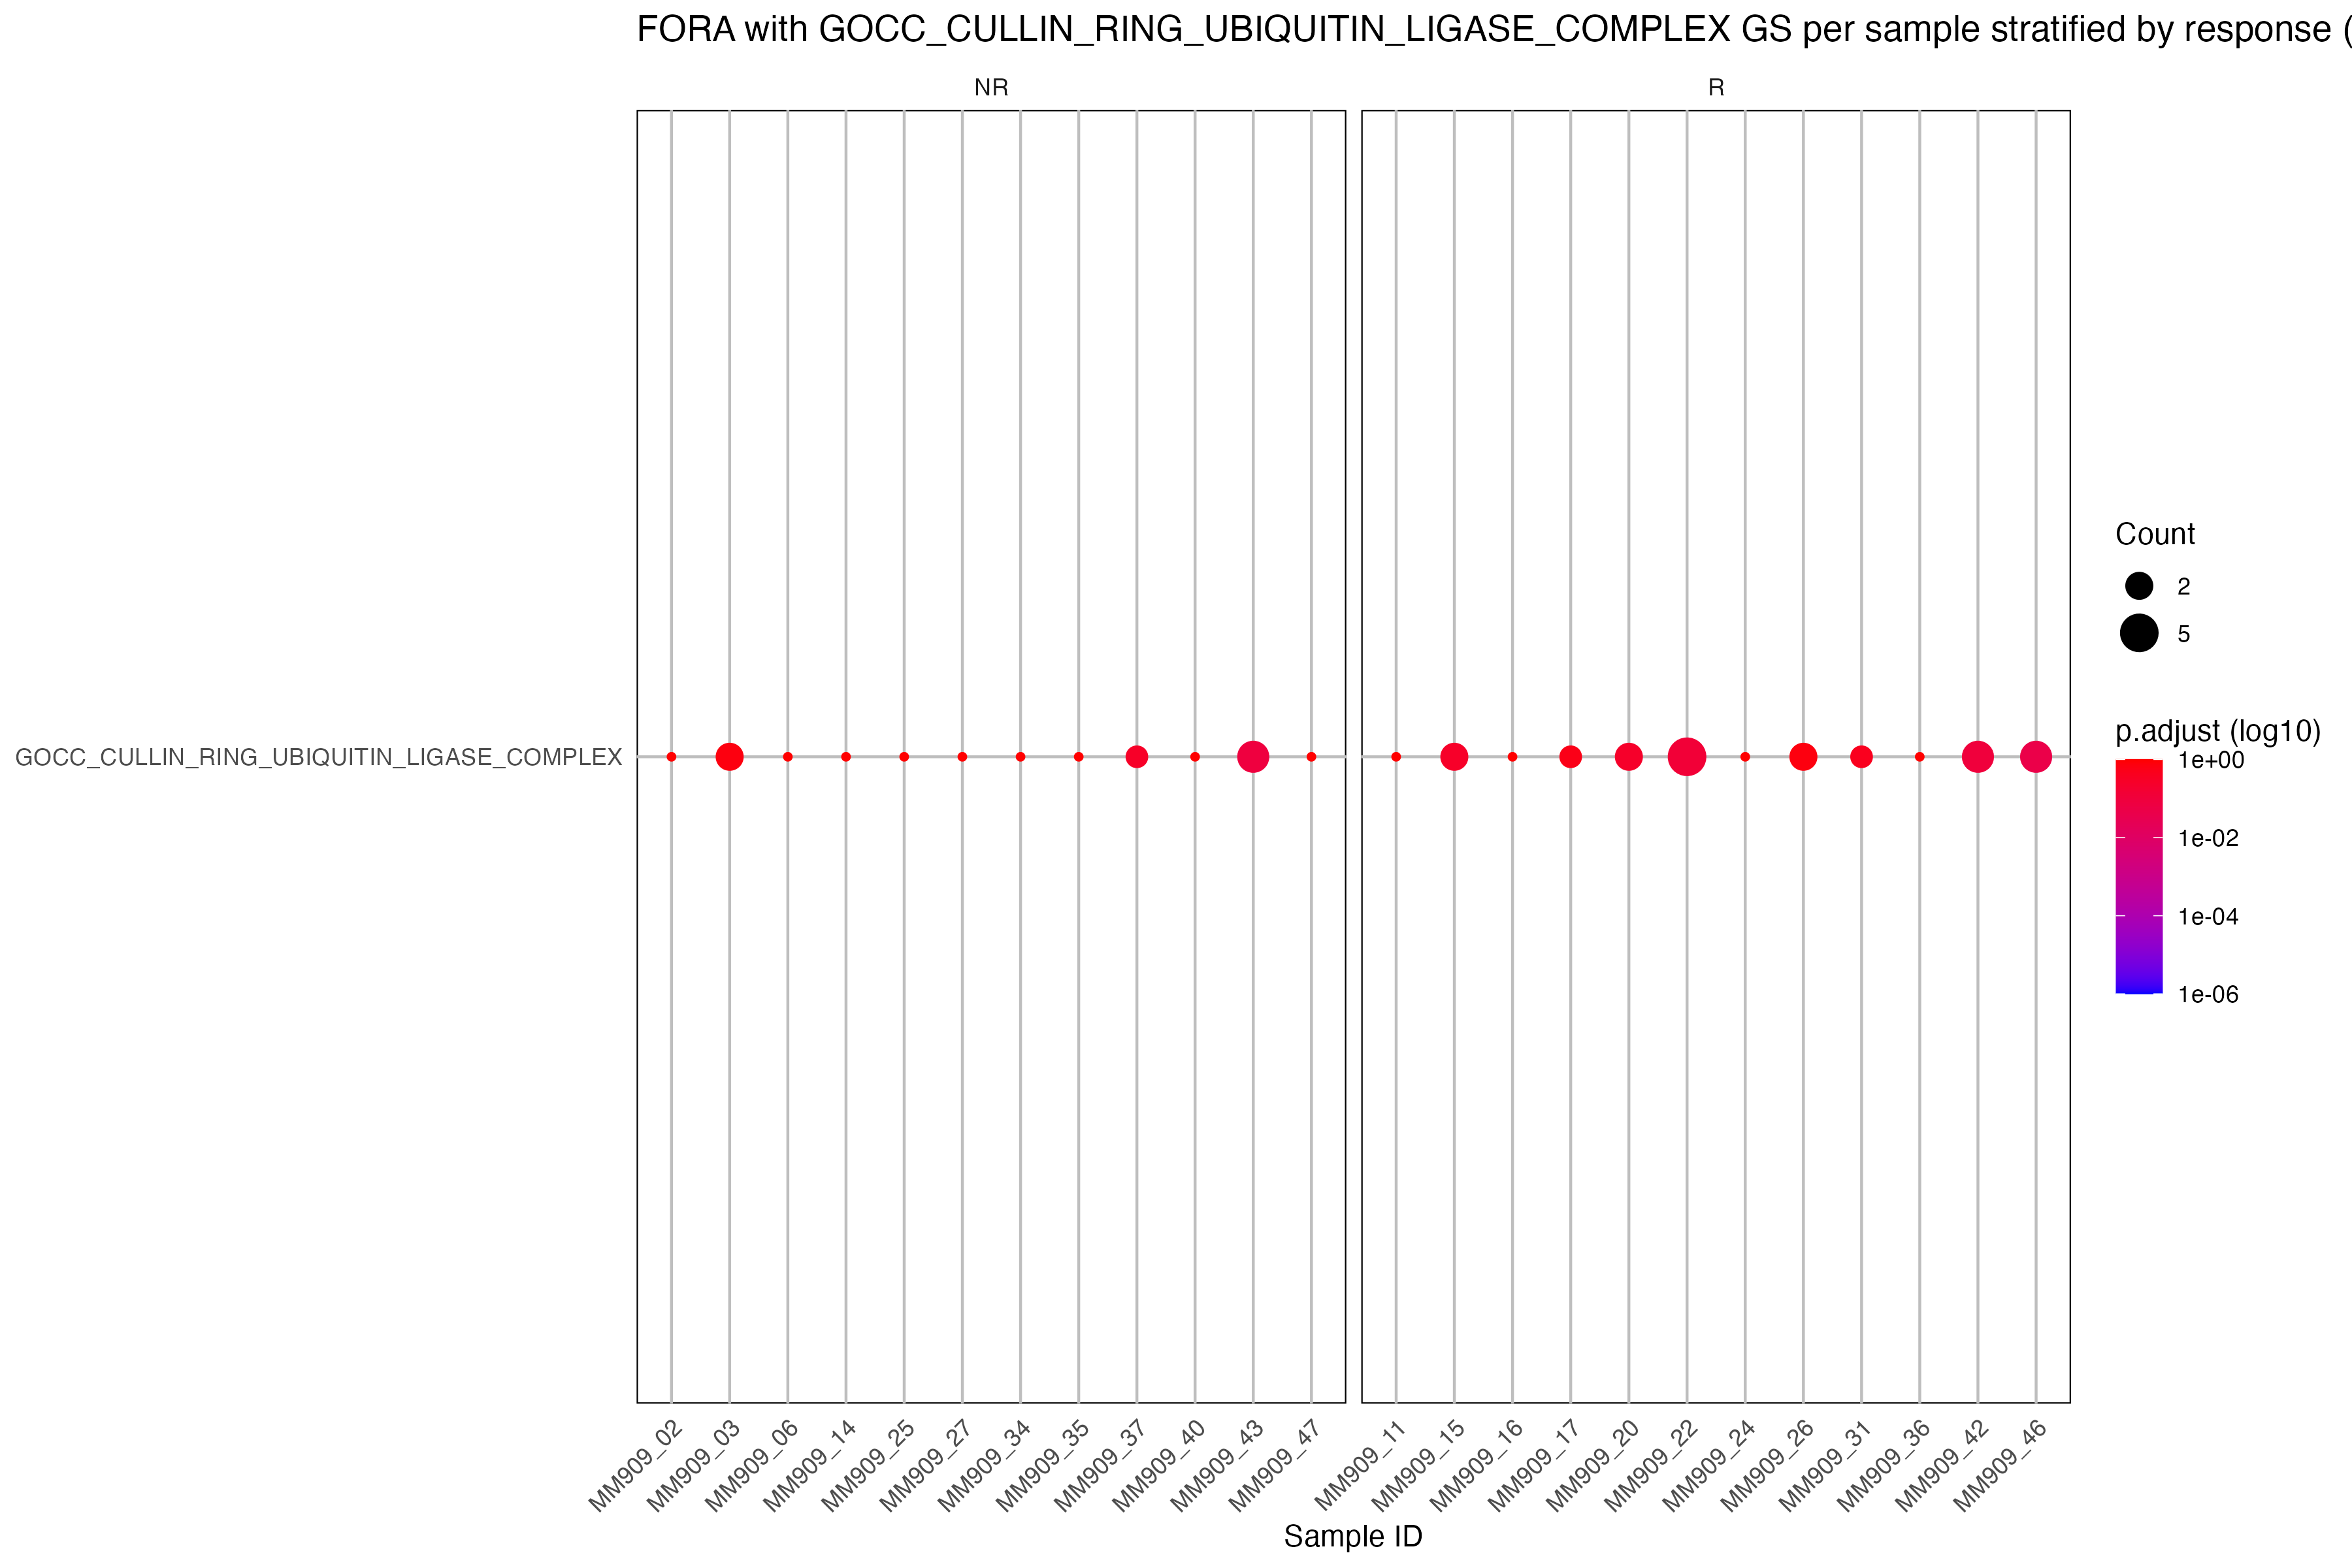 FORA with GOCC_CULLIN_RING_UBIQUITIN_LIGASE_COMPLEX GS per sample stratified by response (
NR
R
GOCC_CULLIN_RING_UBIQUITIN_LIGASE_COMPLEX
MM909_02
MM909_03
MM909_06
MM909_14
MM909_25
MM909_27
MM909_34
MM909_35
MM909_37
MM909_40
MM909_43
MM909_47
MM909_11
MM909_15
MM909_16
MM909_17
MM909_20
MM909_22
MM909_24
MM909_26
MM909_31
MM909_36
MM909_42
MM909_46
Sample ID
Count
2
5
p.adjust (log10)
1e+00
1e-02
1e-04
1e-06